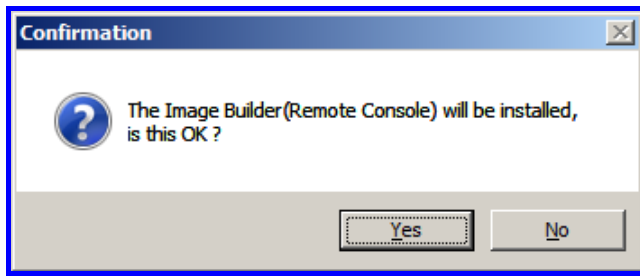 Confirmation
The Image Builder(Remote Console) will be installed,
is this OK ?
Yes
No